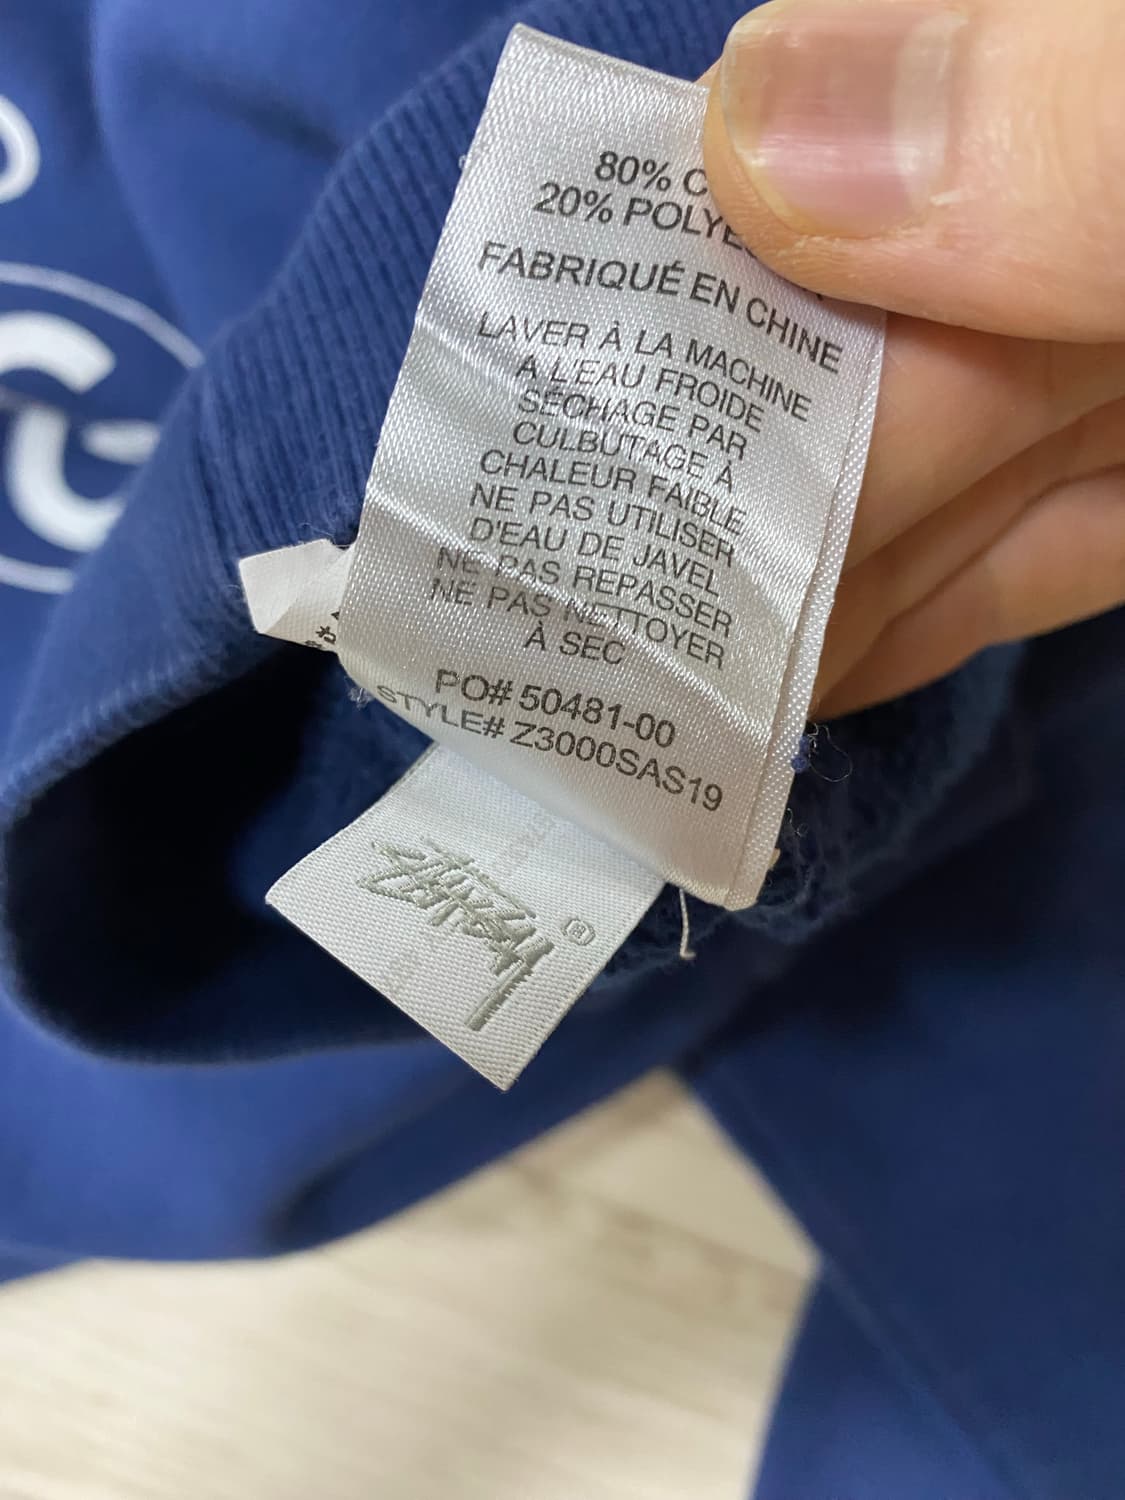 80% C
20% POLYE
FABRIQUÉ EN CHINE
LAVER À LA MACHINE
À L'EAU FROIDE
SÉCHAGE PAR
CULBUTAGE À
CHALEUR FAIBLE
NE PAS UTILISER
D'EAU DE JAVEL
NE PAS REPASSER
NE PAS NETTOYER
À SEC
PO# 50481-00
STYLE# Z3000SAS19
STÜSSY ®